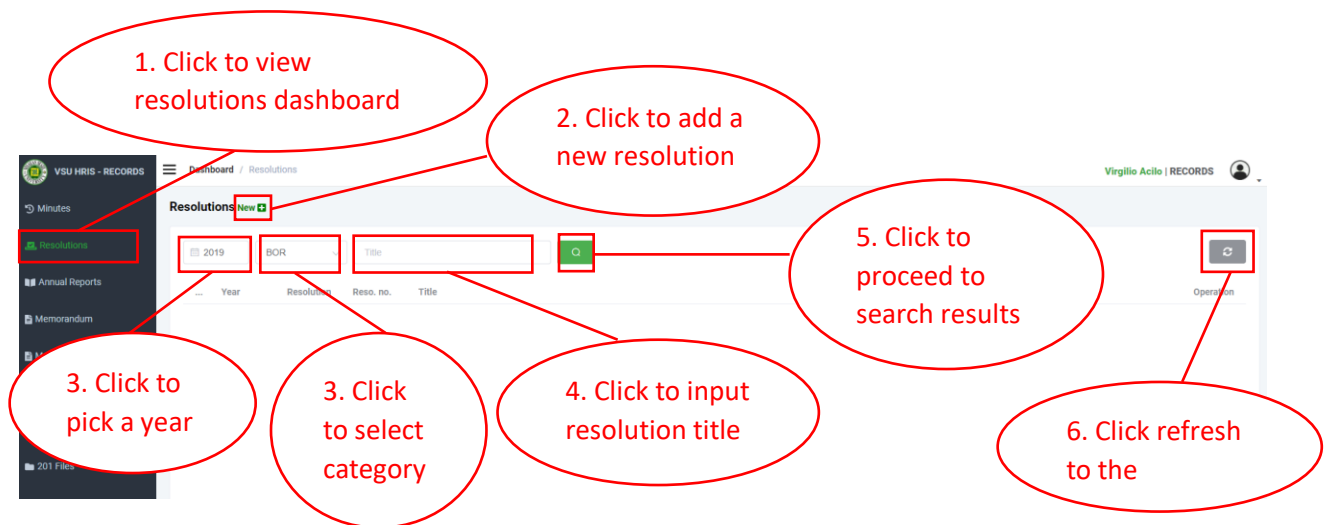 1. Click to view
resolutions dashboard
2. Click to add a
new resolution
VSU HRIS - RECORDS
Dashboard / Resolutions
Virgilio Acilo | RECORDS
Minutes
Resolutions New
Resolutions
2019
BOR
Title
5. Click to
proceed to
search results
Annual Reports
... Year Resolution Reso. no. Title Operation
Memorandum
3. Click to
pick a year
3. Click
to select
category
4. Click to input
resolution title
6. Click refresh
to the
201 Files